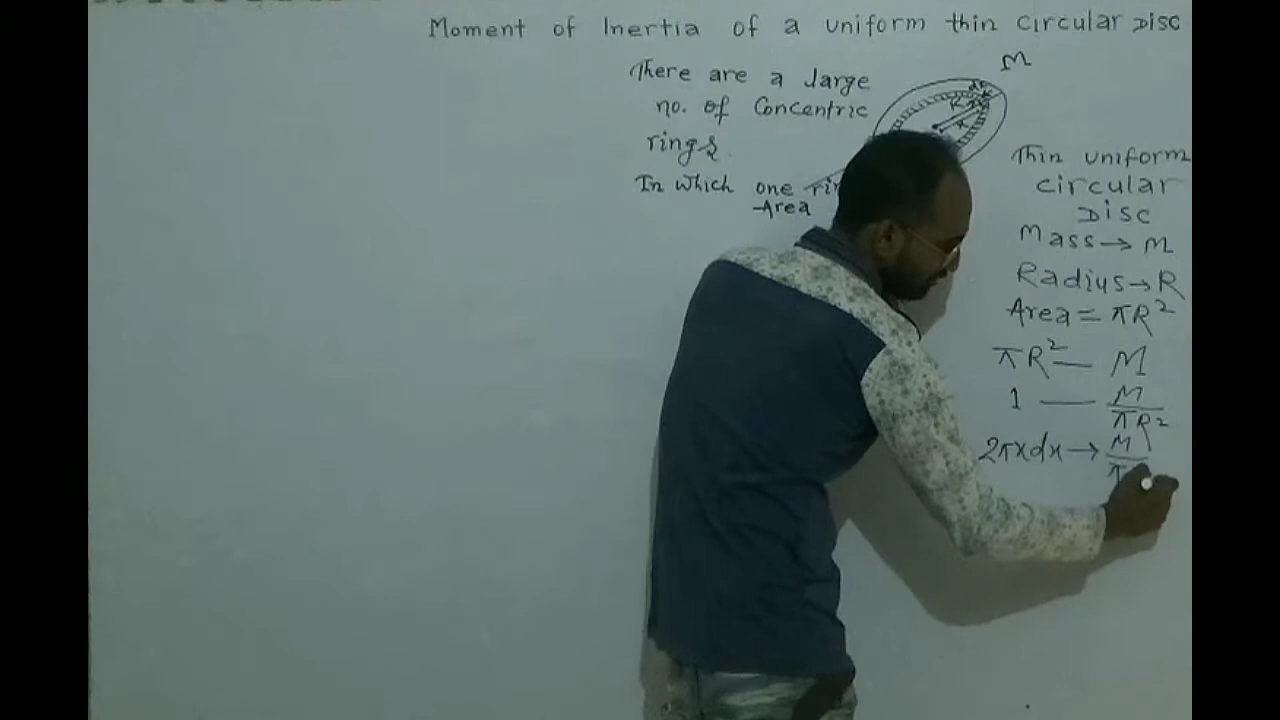 Moment of Inertia of a uniform thin circular Disc
There are a large
no. of Concentric
rings.
In which one
Area
M
Thin uniform
circular
Disc
Mass → M
Radius → R
Area = πR²
πR² — M
1 — M/πR²
2πxdx → M/π